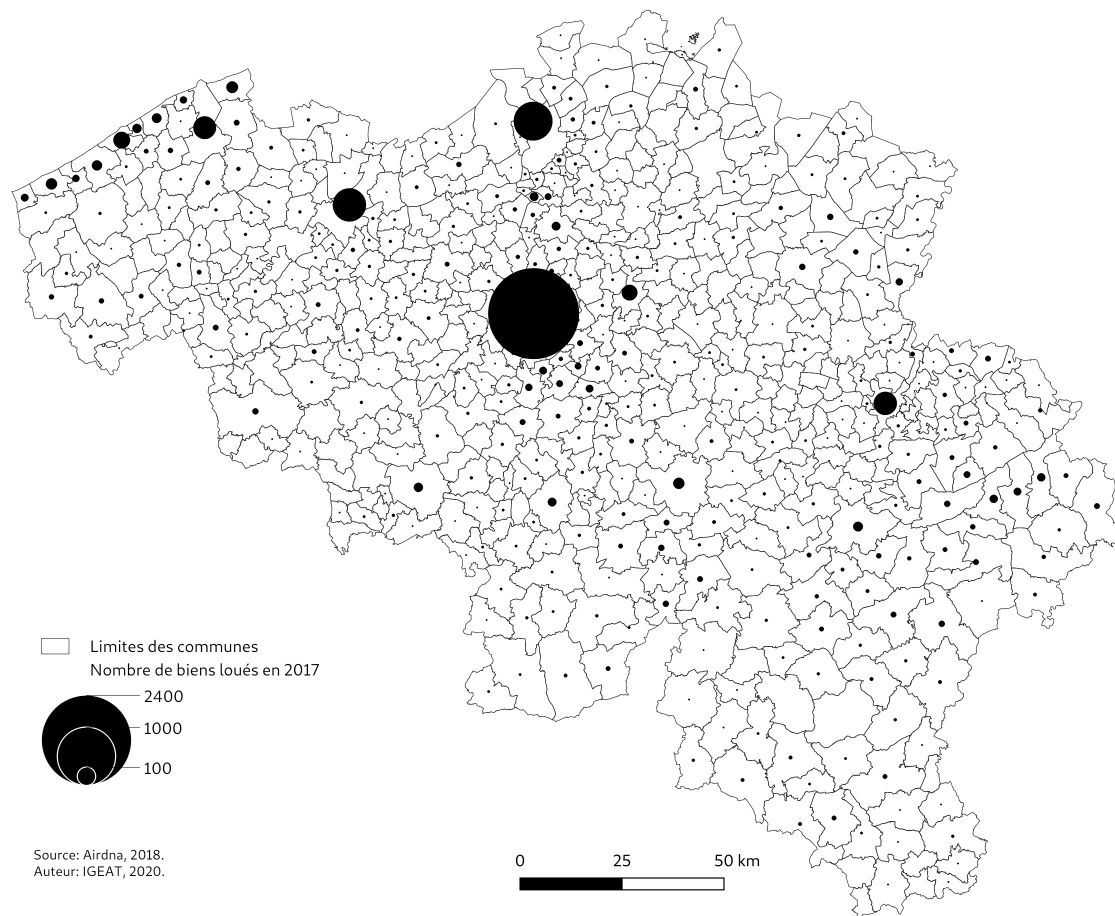 Limites des communes
Nombre de biens loués en 2017
2400
1000
100
Source: Airdna, 2018.
Auteur: IGEAT, 2020.
0 25 50 km